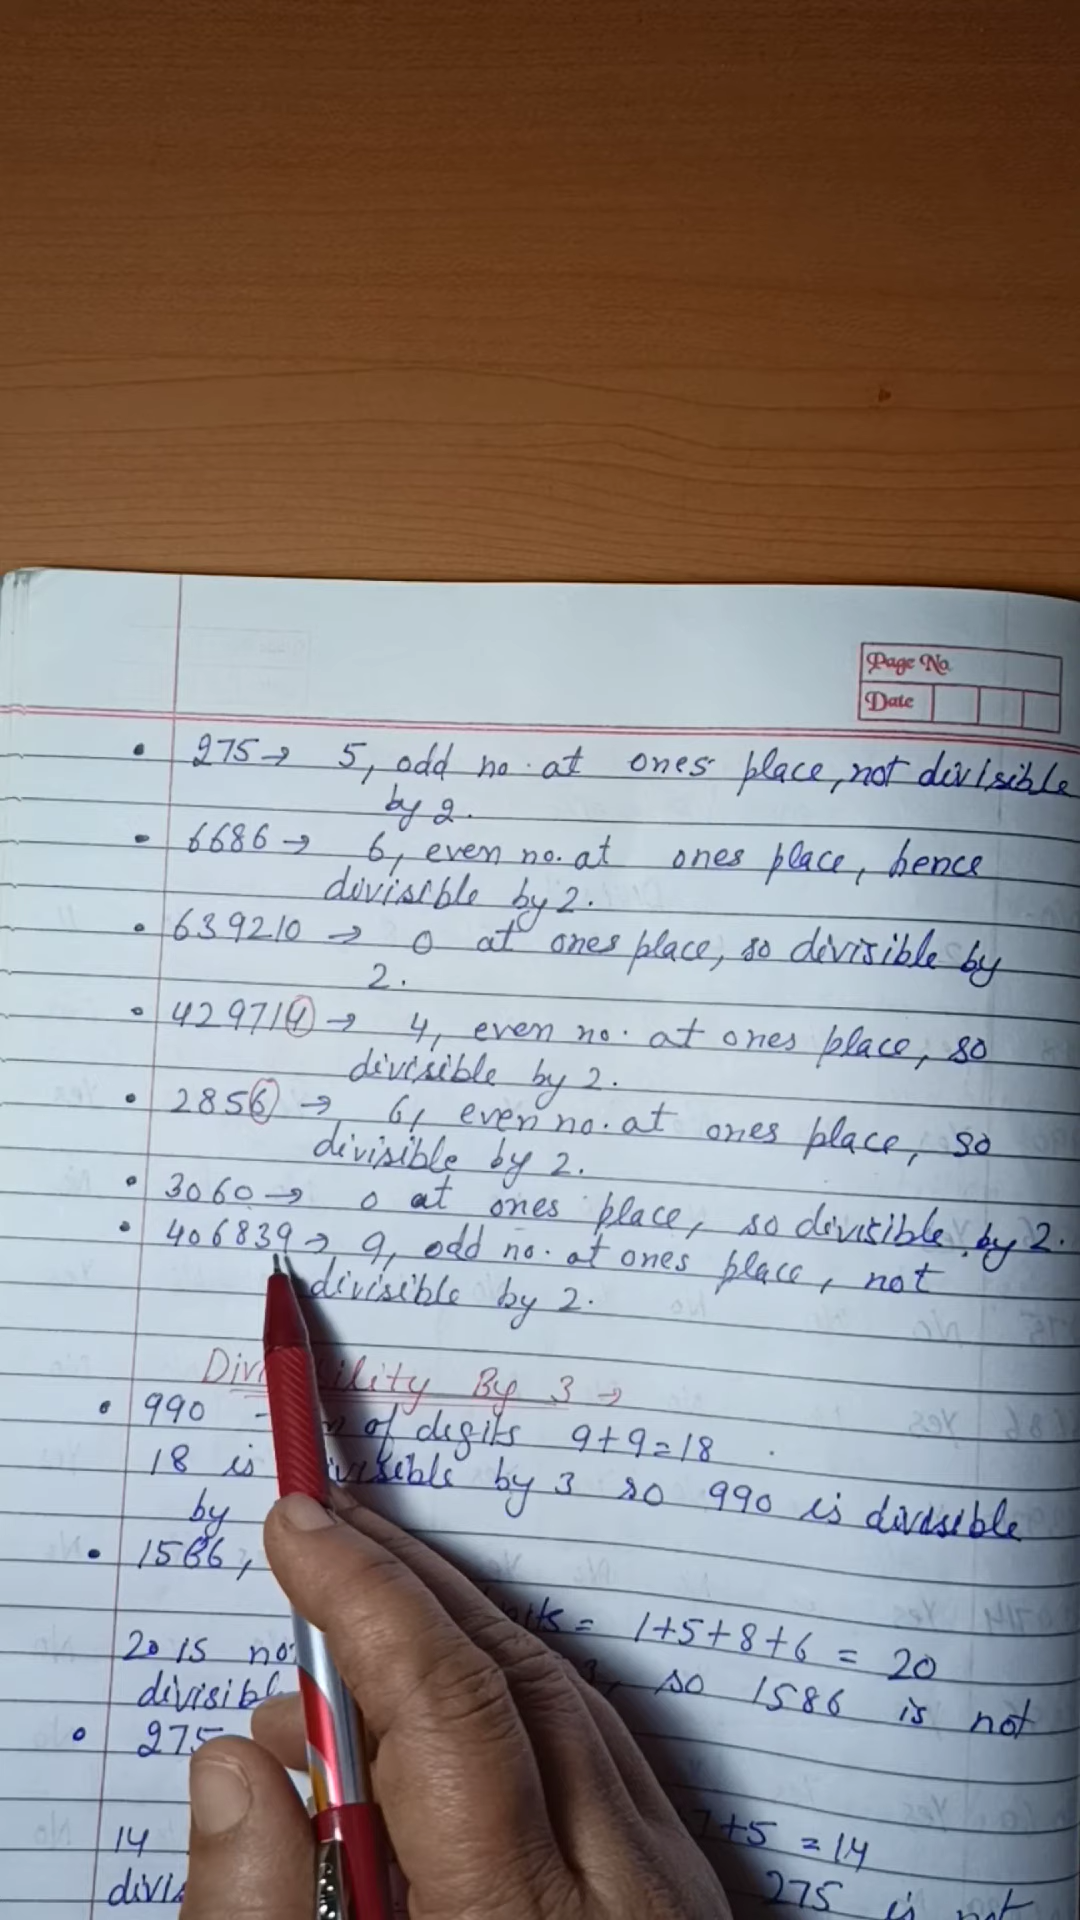 Page No.
Date
• 275 → 5, odd no. at ones place, not divisible
by 2.
• 6686 → 6, even no. at ones place, hence
divisible by 2.
• 639210 → 0 at ones place, so divisible by
2.
• 429714 → 4, even no. at ones place, so
divisible by 2.
• 2856 → 6, even no. at ones place, so
divisible by 2.
• 3060 → 0 at ones place, so divisible by 2.
• 406839 → 9, odd no. at ones place, not
divisible by 2.
By 3 →
• 990 of digits 9+9=18
18 is divisible by 3 so 990 is divisible
by
• 1586,
= 1+5+8+6 = 20
20 is so 1586 is not
• 275
+5 = 14
14 275 is not